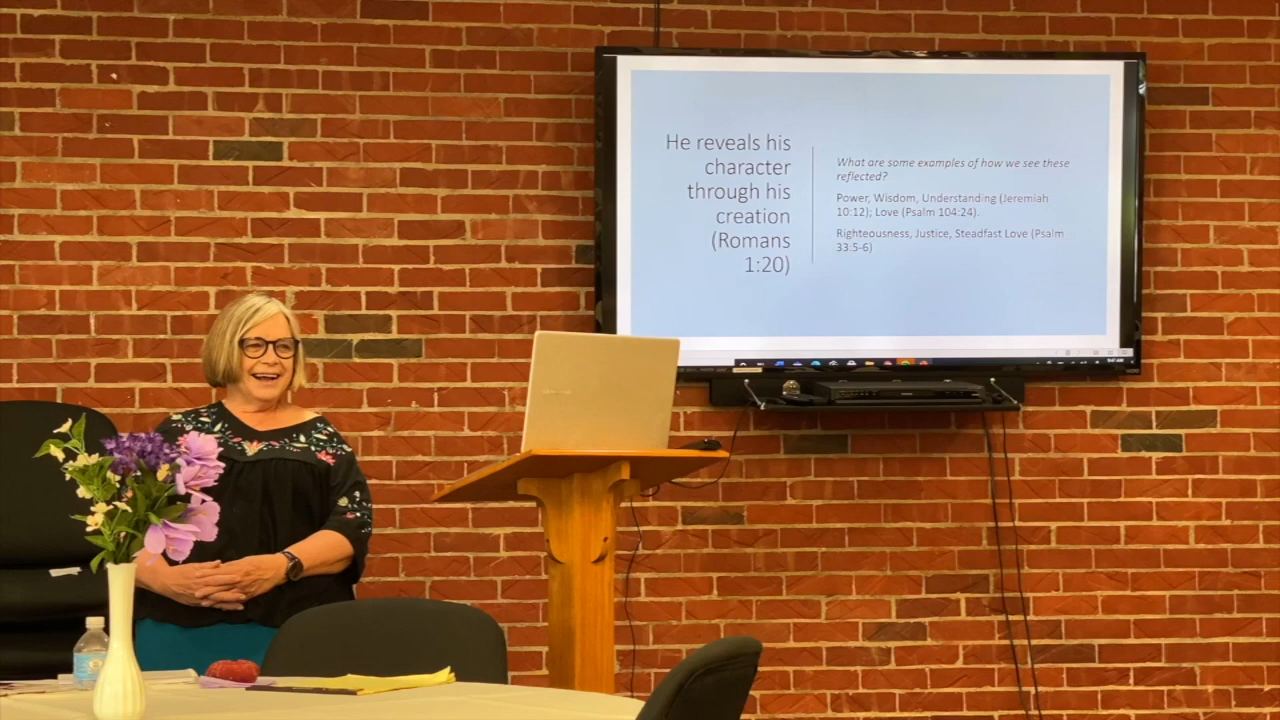 He reveals his
character
through his
creation
(Romans
1:20)
What are some examples of how we see these
reflected?
Power, Wisdom, Understanding (Jeremiah
10:12); Love (Psalm 104:24).
Righteousness, Justice, Steadfast Love (Psalm
33:5-6)